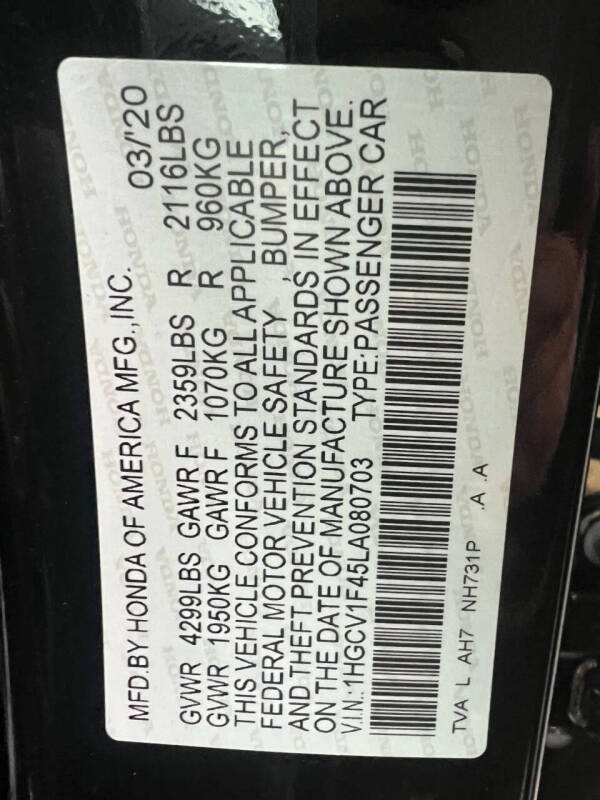 MFD.BY HONDA OF AMERICA MFG.,INC. 03/'20
GVWR 4299LBS GAWR F 2359LBS R 2116LBS
GVWR 1950KG GAWR F 1070KG R 960KG
THIS VEHICLE CONFORMS TO ALL APPLICABLE
FEDERAL MOTOR VEHICLE SAFETY , BUMPER,
AND THEFT PREVENTION STANDARDS IN EFFECT
ON THE DATE OF MANUFACTURE SHOWN ABOVE.
V.I.N.:1HGCV1F45LA080703 TYPE:PASSENGER CAR
TVA L AH7 NH731P .A .A